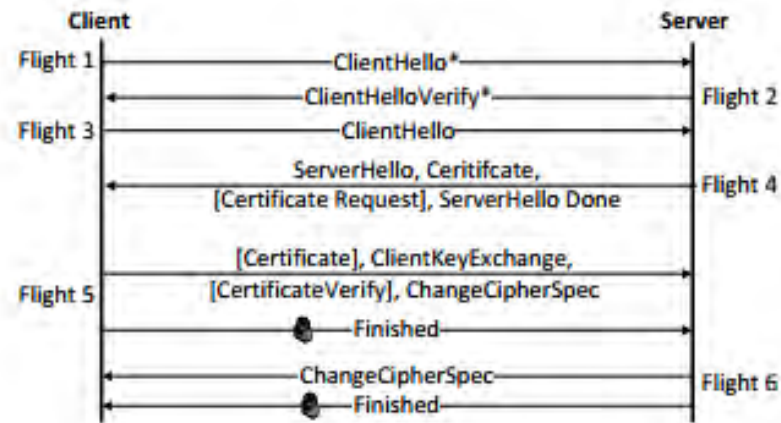 Client Server
Flight 1 ClientHello*
ClientHelloVerify* Flight 2
Flight 3 ClientHello
ServerHello, Ceritifcate,
[Certificate Request], ServerHello Done Flight 4
[Certificate], ClientKeyExchange,
Flight 5 [CertificateVerify], ChangeCipherSpec
Finished
ChangeCipherSpec Flight 6
Finished